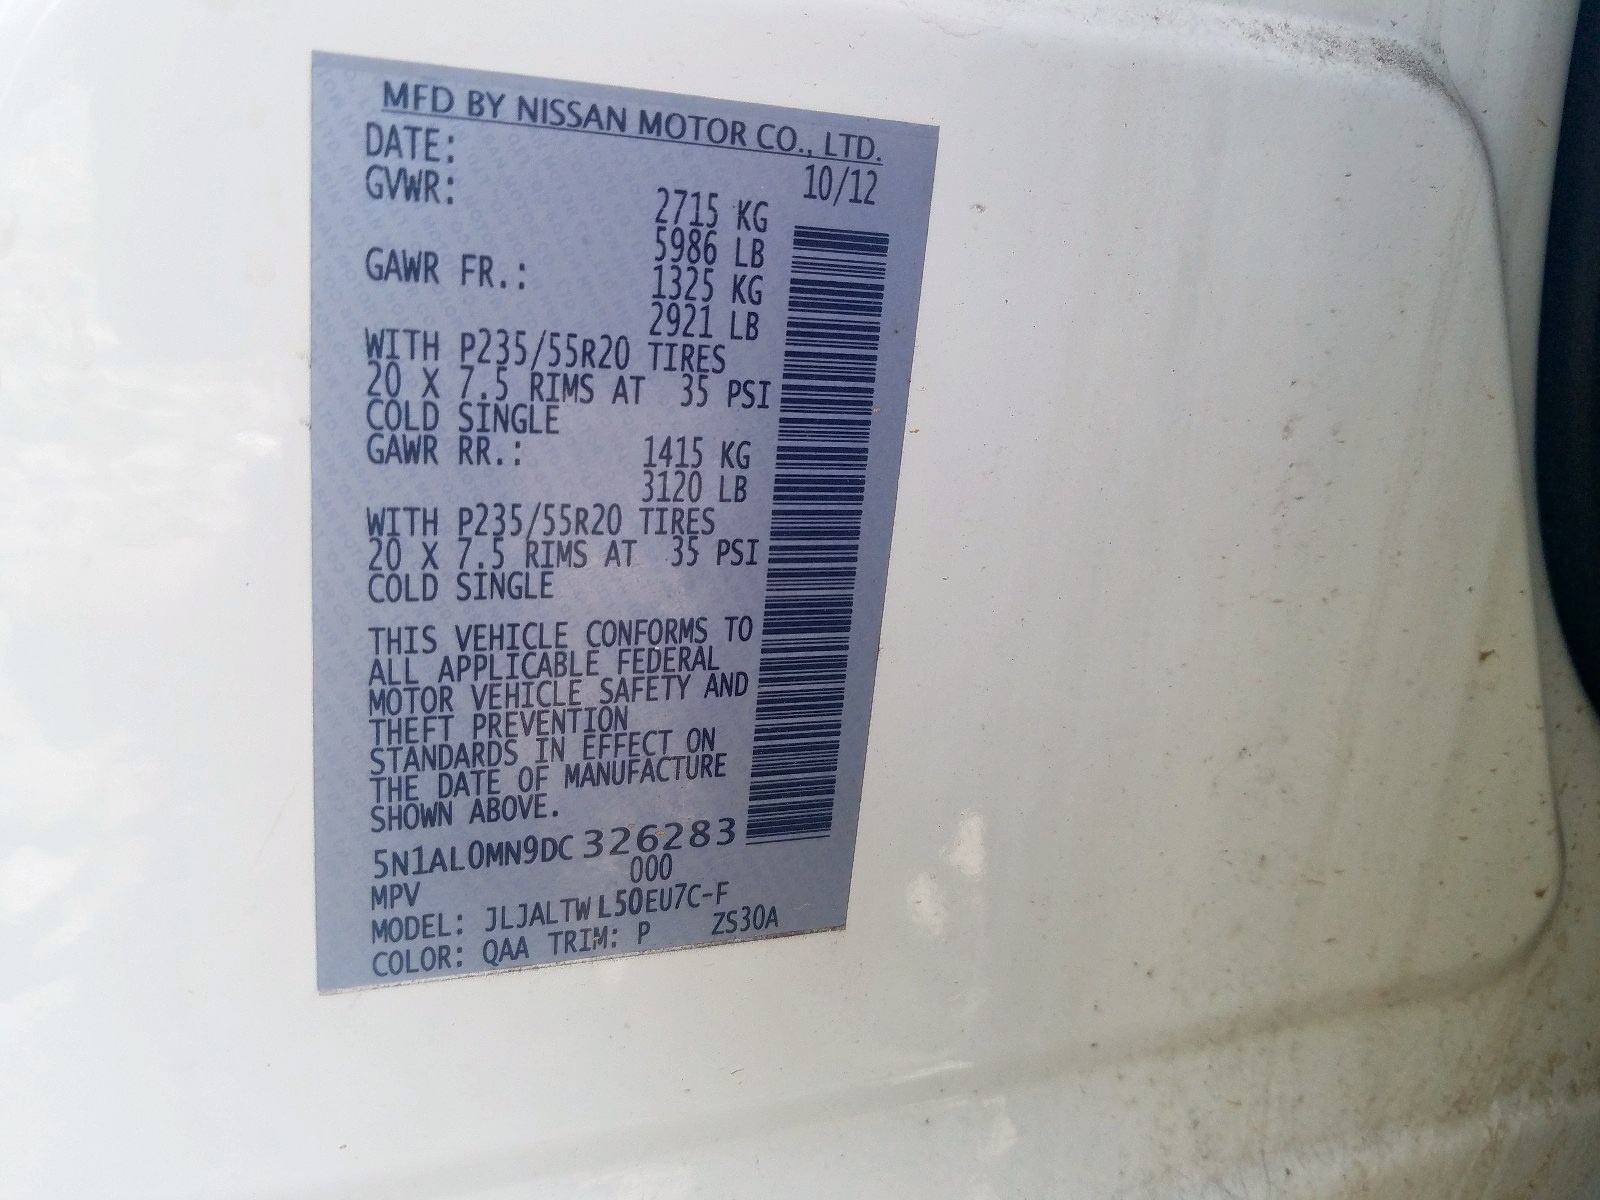 MFD BY NISSAN MOTOR CO., LTD.
DATE: 10/12
GVWR: 2715 KG
5986 LB
GAWR FR.: 1325 KG
2921 LB
WITH P235/55R20 TIRES
20 X 7.5 RIMS AT 35 PSI
COLD SINGLE
GAWR RR.: 1415 KG
3120 LB
WITH P235/55R20 TIRES
20 X 7.5 RIMS AT 35 PSI
COLD SINGLE
THIS VEHICLE CONFORMS TO
ALL APPLICABLE FEDERAL
MOTOR VEHICLE SAFETY AND
THEFT PREVENTION
STANDARDS IN EFFECT ON
THE DATE OF MANUFACTURE
SHOWN ABOVE.
5N1AL0MN9DC326283
MPV 000
MODEL: JLJALTWL50EU7C-F
COLOR: QAA TRIM: P ZS30A